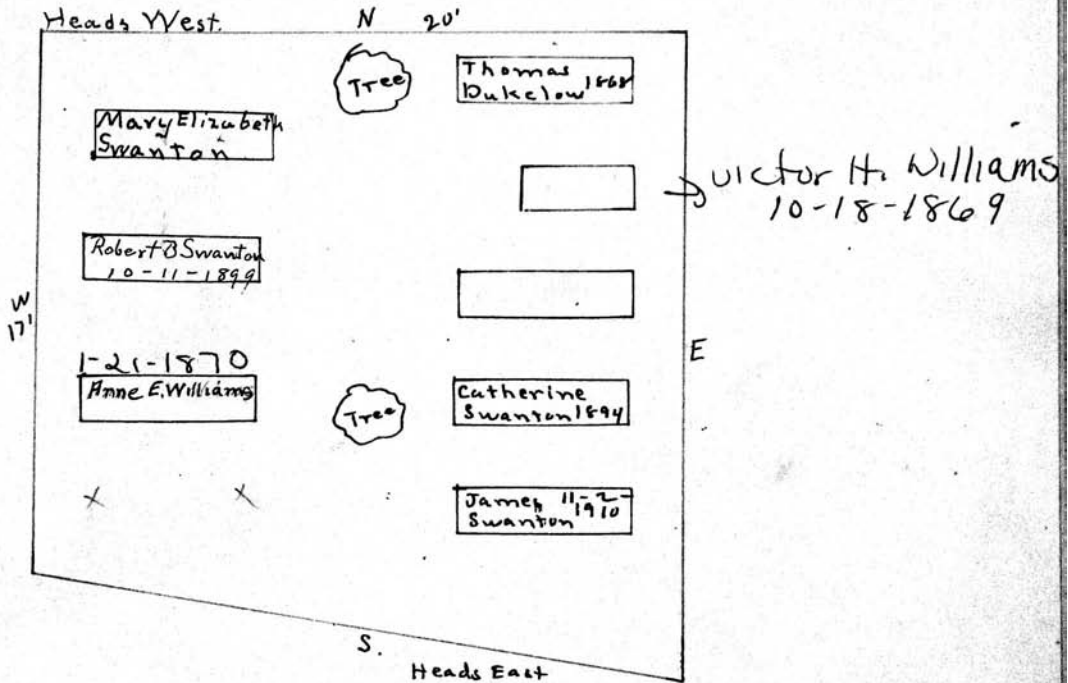 Heads West.
N 20'
Tree
Thomas 1868
Dukelow
Mary Elizabeth
Swanton
Victor H. Williams
10-18-1869
Robert B Swanton
10-11-1899
W
17'
E
1-21-1870
Anne E. Williams
Tree
Catherine
Swanton 1894
X X
James 11-2-
1910
Swanton
S.
Heads East